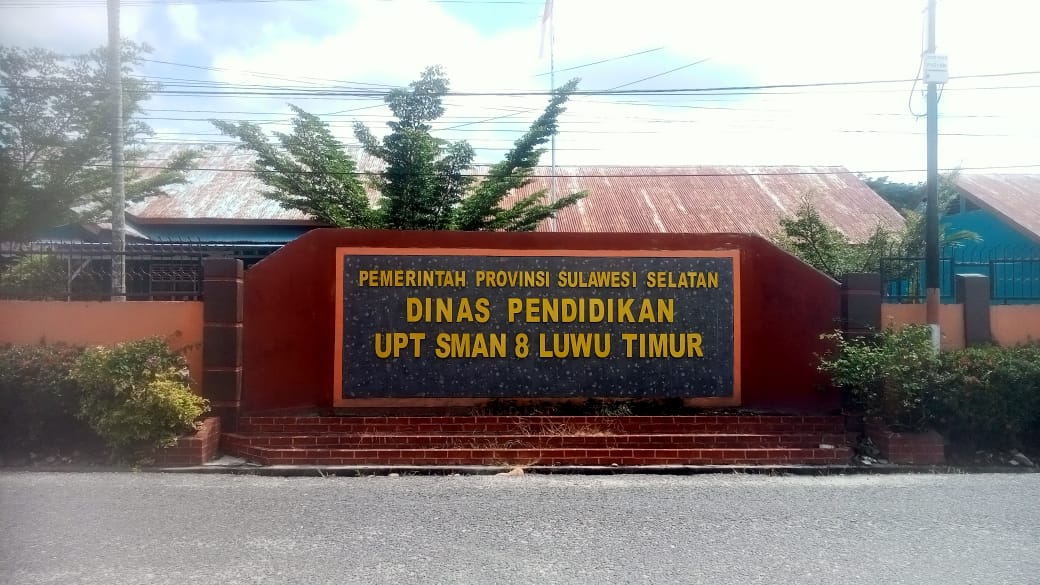 PEMERINTAH PROVINSI SULAWESI SELATAN
DINAS PENDIDIKAN
UPT SMAN 8 LUWU TIMUR